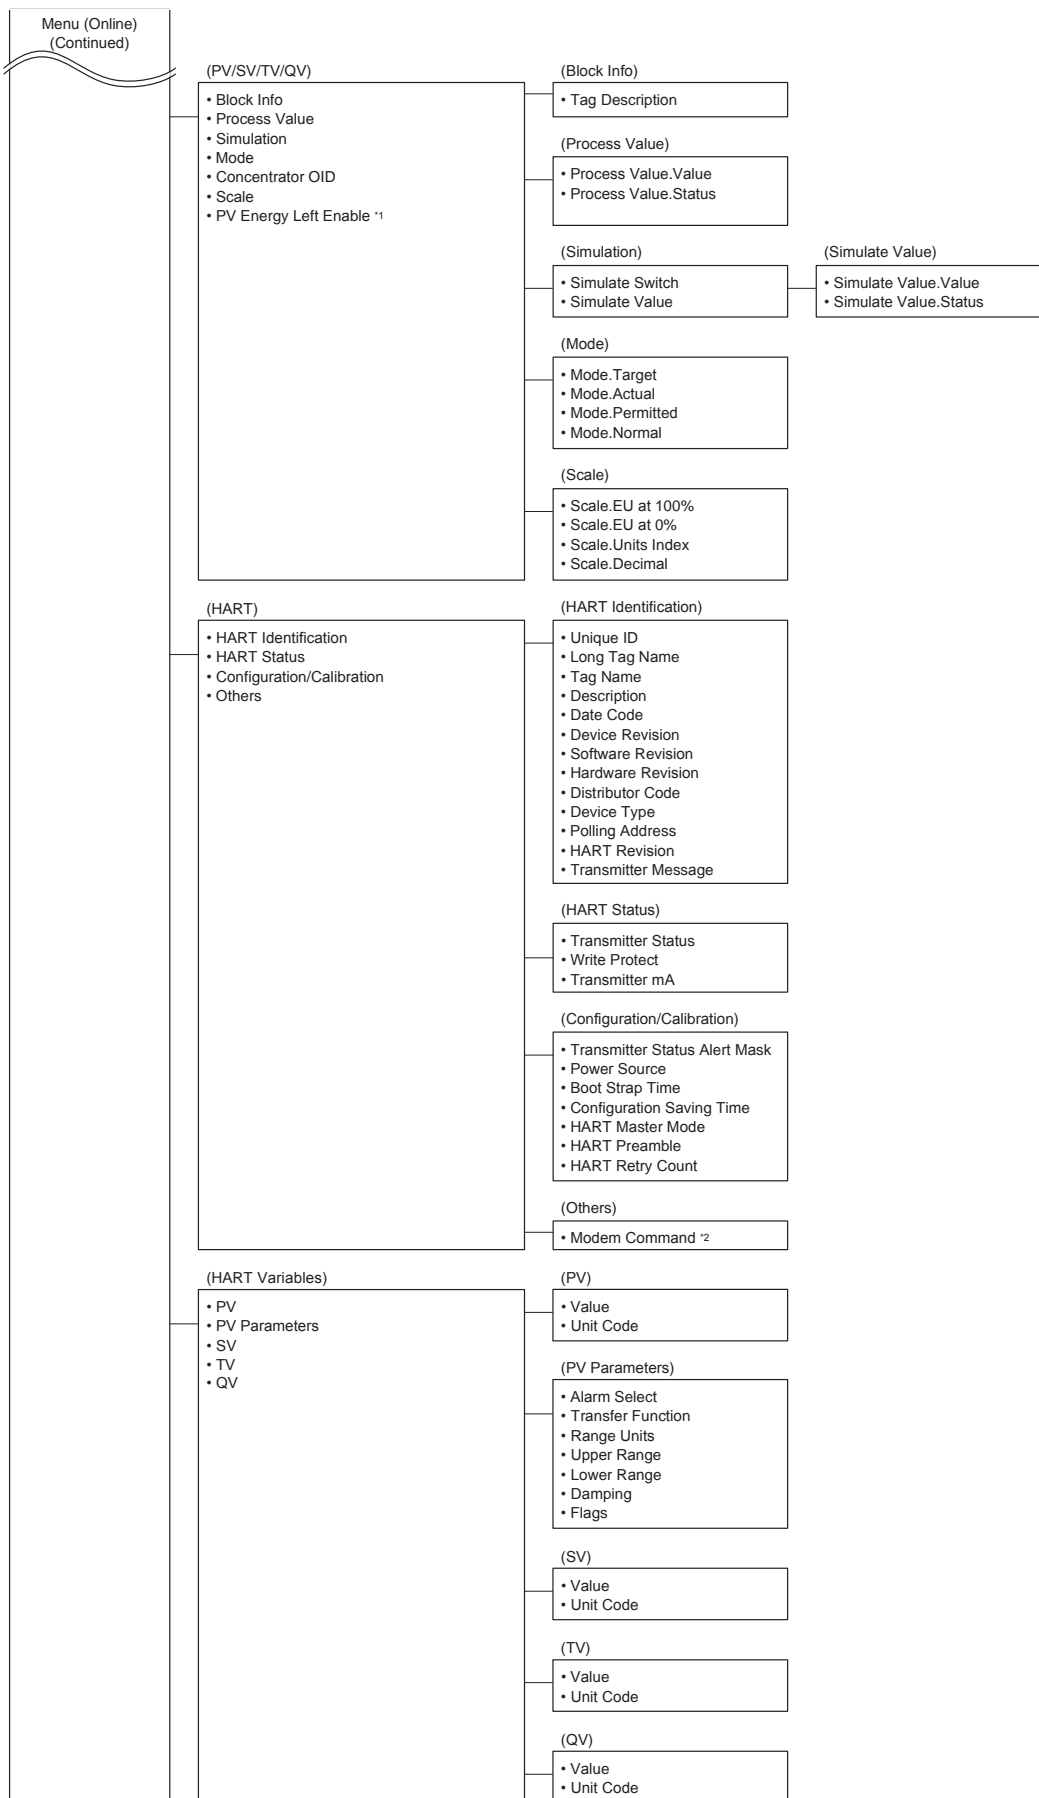 Menu (Online)
(Continued)
(PV/SV/TV/QV)
• Block Info
• Process Value
• Simulation
• Mode
• Concentrator OID
• Scale
• PV Energy Left Enable *1
(Block Info)
• Tag Description
(Process Value)
• Process Value.Value
• Process Value.Status
(Simulation)
• Simulate Switch
• Simulate Value
(Simulate Value)
• Simulate Value.Value
• Simulate Value.Status
(Mode)
• Mode.Target
• Mode.Actual
• Mode.Permitted
• Mode.Normal
(Scale)
• Scale.EU at 100%
• Scale.EU at 0%
• Scale.Units Index
• Scale.Decimal
(HART)
• HART Identification
• HART Status
• Configuration/Calibration
• Others
(HART Identification)
• Unique ID
• Long Tag Name
• Tag Name
• Description
• Date Code
• Device Revision
• Software Revision
• Hardware Revision
• Distributor Code
• Device Type
• Polling Address
• HART Revision
• Transmitter Message
(HART Status)
• Transmitter Status
• Write Protect
• Transmitter mA
(Configuration/Calibration)
• Transmitter Status Alert Mask
• Power Source
• Boot Strap Time
• Configuration Saving Time
• HART Master Mode
• HART Preamble
• HART Retry Count
(Others)
• Modem Command *2
(HART Variables)
• PV
• PV Parameters
• SV
• TV
• QV
(PV)
• Value
• Unit Code
(PV Parameters)
• Alarm Select
• Transfer Function
• Range Units
• Upper Range
• Lower Range
• Damping
• Flags
(SV)
• Value
• Unit Code
(TV)
• Value
• Unit Code
(QV)
• Value
• Unit Code